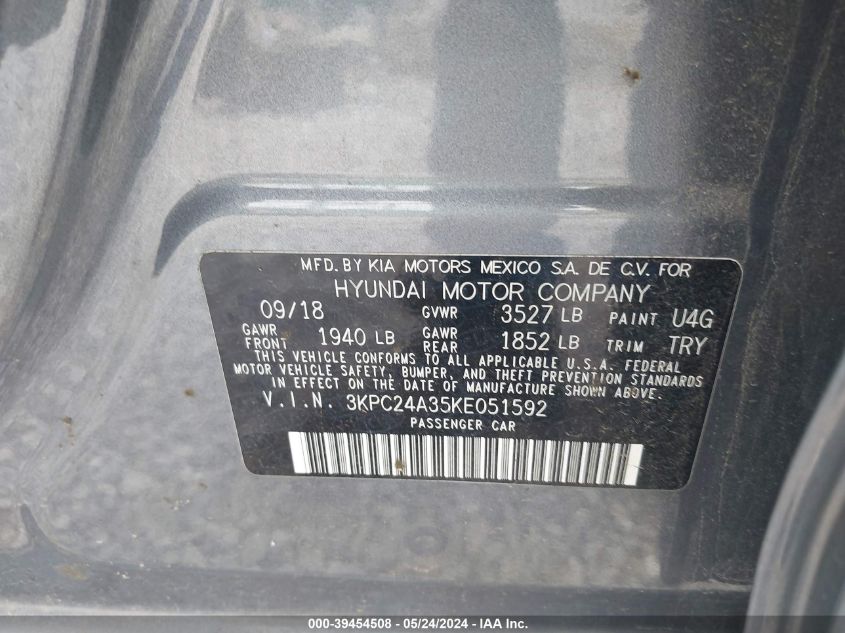 MFD. BY KIA MOTORS MEXICO S.A. DE C.V. FOR
HYUNDAI MOTOR COMPANY
09/18 GVWR 3527 LB PAINT U4G
GAWR FRONT 1940 LB GAWR REAR 1852 LB TRIM TRY
THIS VEHICLE CONFORMS TO ALL APPLICABLE U.S.A. FEDERAL
MOTOR VEHICLE SAFETY, BUMPER, AND THEFT PREVENTION STANDARDS
IN EFFECT ON THE DATE OF MANUFACTURE SHOWN ABOVE.
V.I.N. 3KPC24A35KE051592
PASSENGER CAR
000-39454508 - 05/24/2024 - IAA Inc.